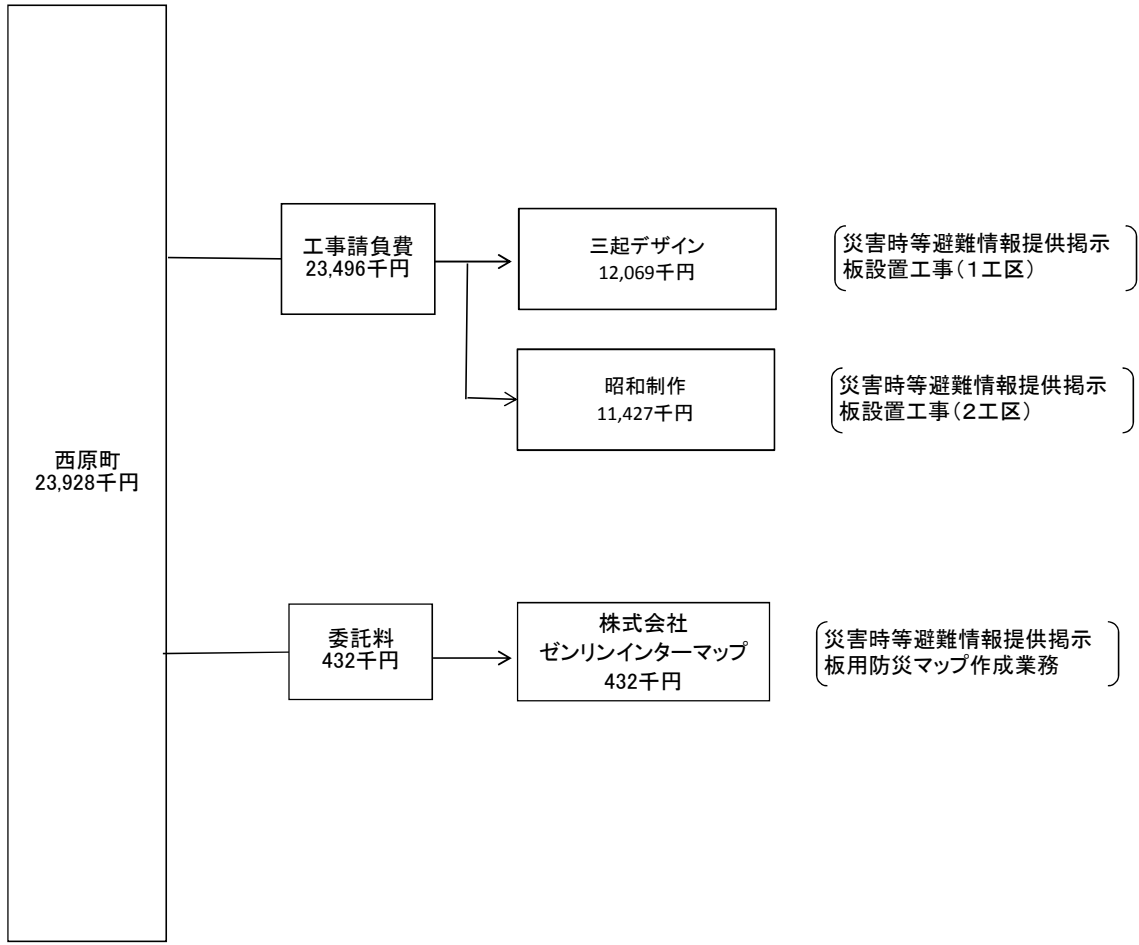 西原町
23,928千円
工事請負費
23,496千円
三起デザイン
12,069千円
災害時等避難情報提供掲示
板設置工事(1工区)
昭和制作
11,427千円
災害時等避難情報提供掲示
板設置工事(2工区)
委託料
432千円
株式会社
ゼンリンインターマップ
432千円
災害時等避難情報提供掲示
板用防災マップ作成業務